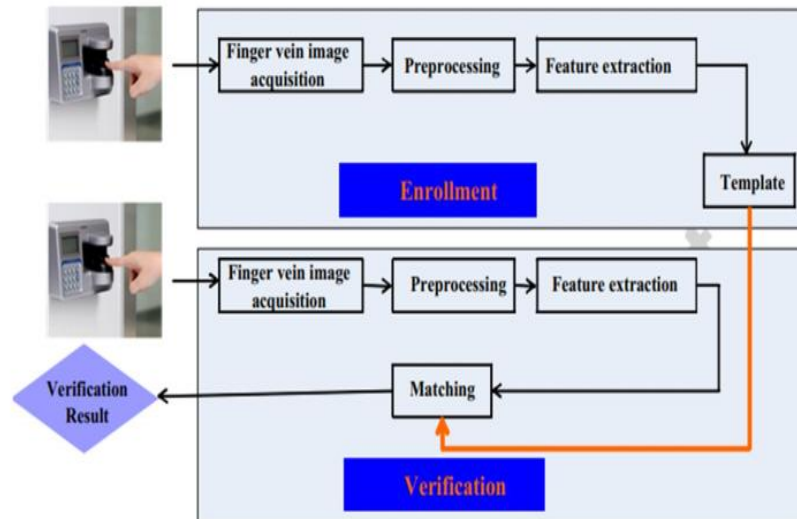 Finger vein image
acquisition
Preprocessing
Feature extraction
Template
Enrollment
Finger vein image
acquisition
Preprocessing
Feature extraction
Matching
Verification
Result
Verification